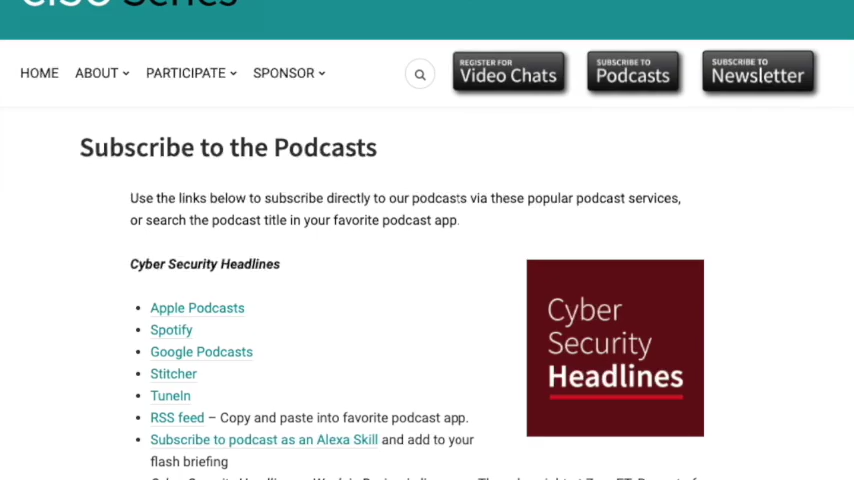 CISO Series
HOME ABOUT PARTICIPATE SPONSOR
REGISTER FOR
Video Chats
SUBSCRIBE TO
Podcasts
SUBSCRIBE TO
Newsletter
Subscribe to the Podcasts
Use the links below to subscribe directly to our podcasts via these popular podcast services,
or search the podcast title in your favorite podcast app.
Cyber Security Headlines
• Apple Podcasts
• Spotify
• Google Podcasts
• Stitcher
• TuneIn
• RSS feed – Copy and paste into favorite podcast app.
• Subscribe to podcast as an Alexa Skill and add to your
flash briefing
Cyber
Security
Headlines